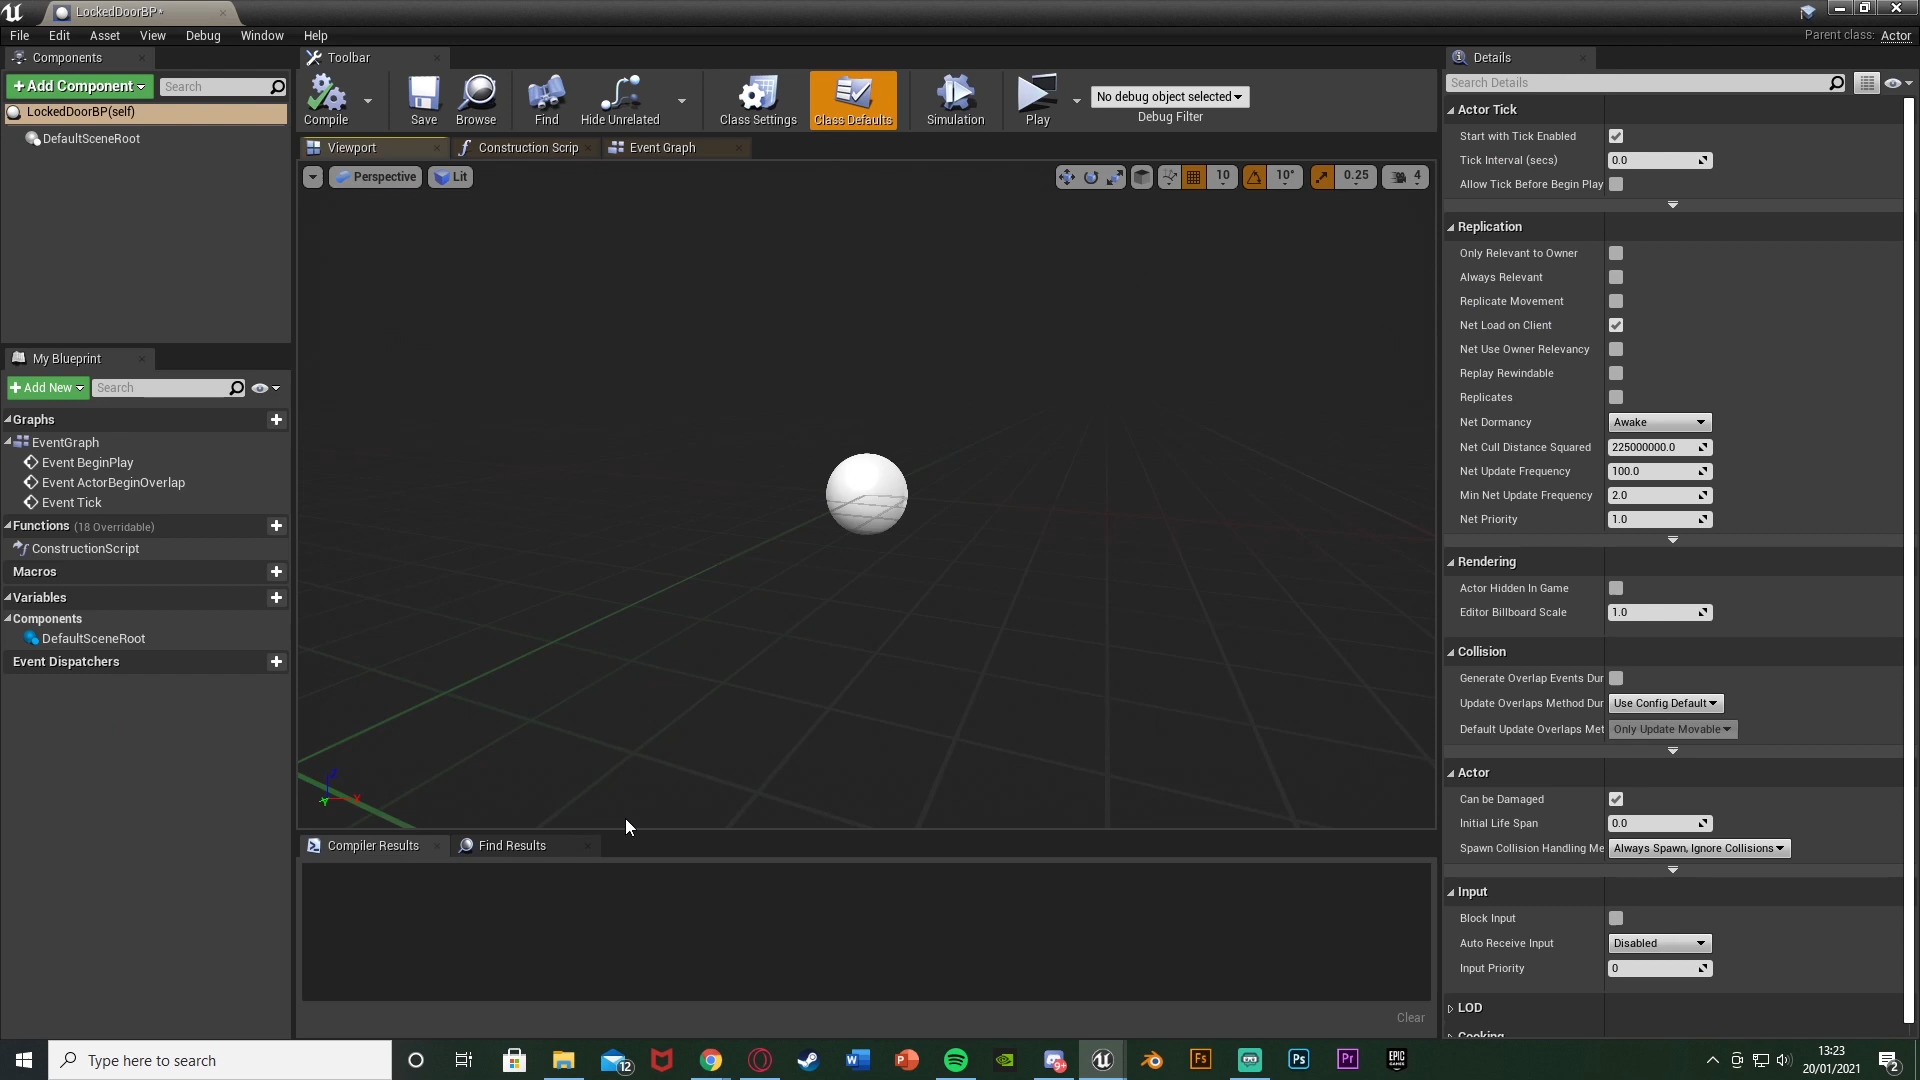 LockedDoorBP*
File Edit Asset View Debug Window Help
Parent class: Actor
Components
+Add Component
Search
LockedDoorBP(self)
DefaultSceneRoot
My Blueprint
+Add New
Search
Graphs
EventGraph
Event BeginPlay
Event ActorBeginOverlap
Event Tick
Functions (18 Overridable)
ConstructionScript
Macros
Variables
Components
DefaultSceneRoot
Event Dispatchers
Toolbar
Compile
Save
Browse
Find
Hide Unrelated
Class Settings
Class Defaults
Simulation
Play
No debug object selected
Debug Filter
Viewport
Construction Scrip
Event Graph
Perspective
Lit
10
10°
0.25
4
X
Compiler Results
Find Results
Clear
Details
Search Details
Actor Tick
Start with Tick Enabled
Tick Interval (secs) 0.0
Allow Tick Before Begin Play
Replication
Only Relevant to Owner
Always Relevant
Replicate Movement
Net Load on Client
Net Use Owner Relevancy
Replay Rewindable
Replicates
Net Dormancy Awake
Net Cull Distance Squared 225000000.0
Net Update Frequency 100.0
Min Net Update Frequency 2.0
Net Priority 1.0
Rendering
Actor Hidden In Game
Editor Billboard Scale 1.0
Collision
Generate Overlap Events Dur
Update Overlaps Method Dur Use Config Default
Default Update Overlaps Met Only Update Movable
Actor
Can be Damaged
Initial Life Span 0.0
Spawn Collision Handling Me Always Spawn, Ignore Collisions
Input
Block Input
Auto Receive Input Disabled
Input Priority 0
LOD
Cooking
Type here to search
12
W
P
9+
Fs
Ps
Pr
EPIC
GAMES
13:23
20/01/2021
2